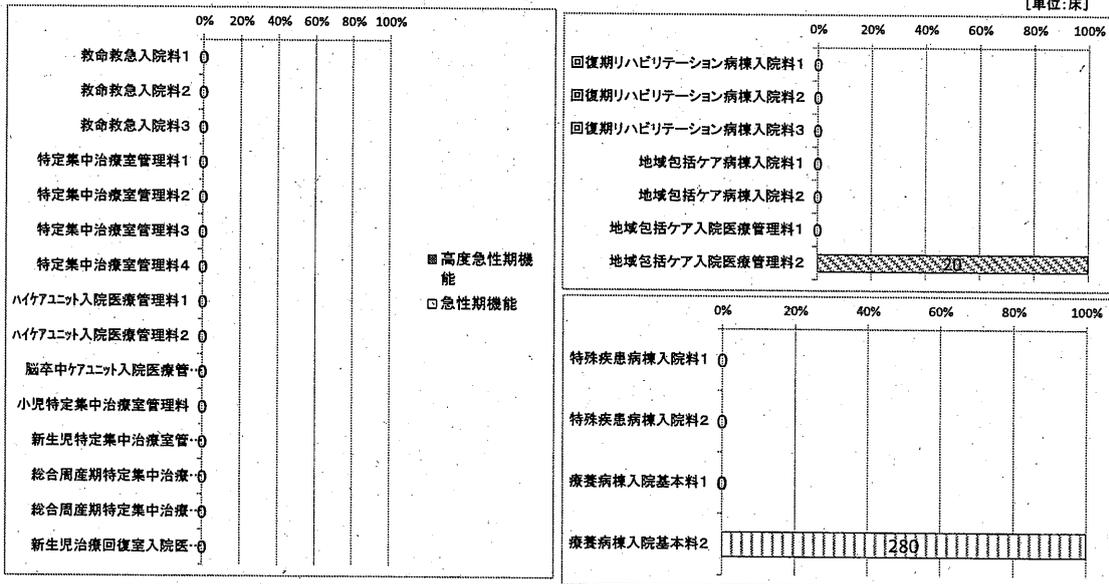 [単位:床]
0% 20% 40% 60% 80% 100%
救命救急入院料1 0
救命救急入院料2 0
救命救急入院料3 0
特定集中治療室管理料1 0
特定集中治療室管理料2 0
特定集中治療室管理料3 0
特定集中治療室管理料4 0
ハイケアユニット入院医療管理料1 0
ハイケアユニット入院医療管理料2 0
脳卒中ケアユニット入院医療管… 0
小児特定集中治療室管理料 0
新生児特定集中治療室管… 0
総合周産期特定集中治療… 0
総合周産期特定集中治療… 0
新生児治療回復室入院医… 0
高度急性期機
能
急性期機能
0% 20% 40% 60% 80% 100%
回復期リハビリテーション病棟入院料1 0
回復期リハビリテーション病棟入院料2 0
回復期リハビリテーション病棟入院料3 0
地域包括ケア病棟入院料1 0
地域包括ケア病棟入院料2 0
地域包括ケア入院医療管理料1 0
地域包括ケア入院医療管理料2 20
0% 20% 40% 60% 80% 100%
特殊疾患病棟入院料1 0
特殊疾患病棟入院料2 0
療養病棟入院基本料1 0
療養病棟入院基本料2 280